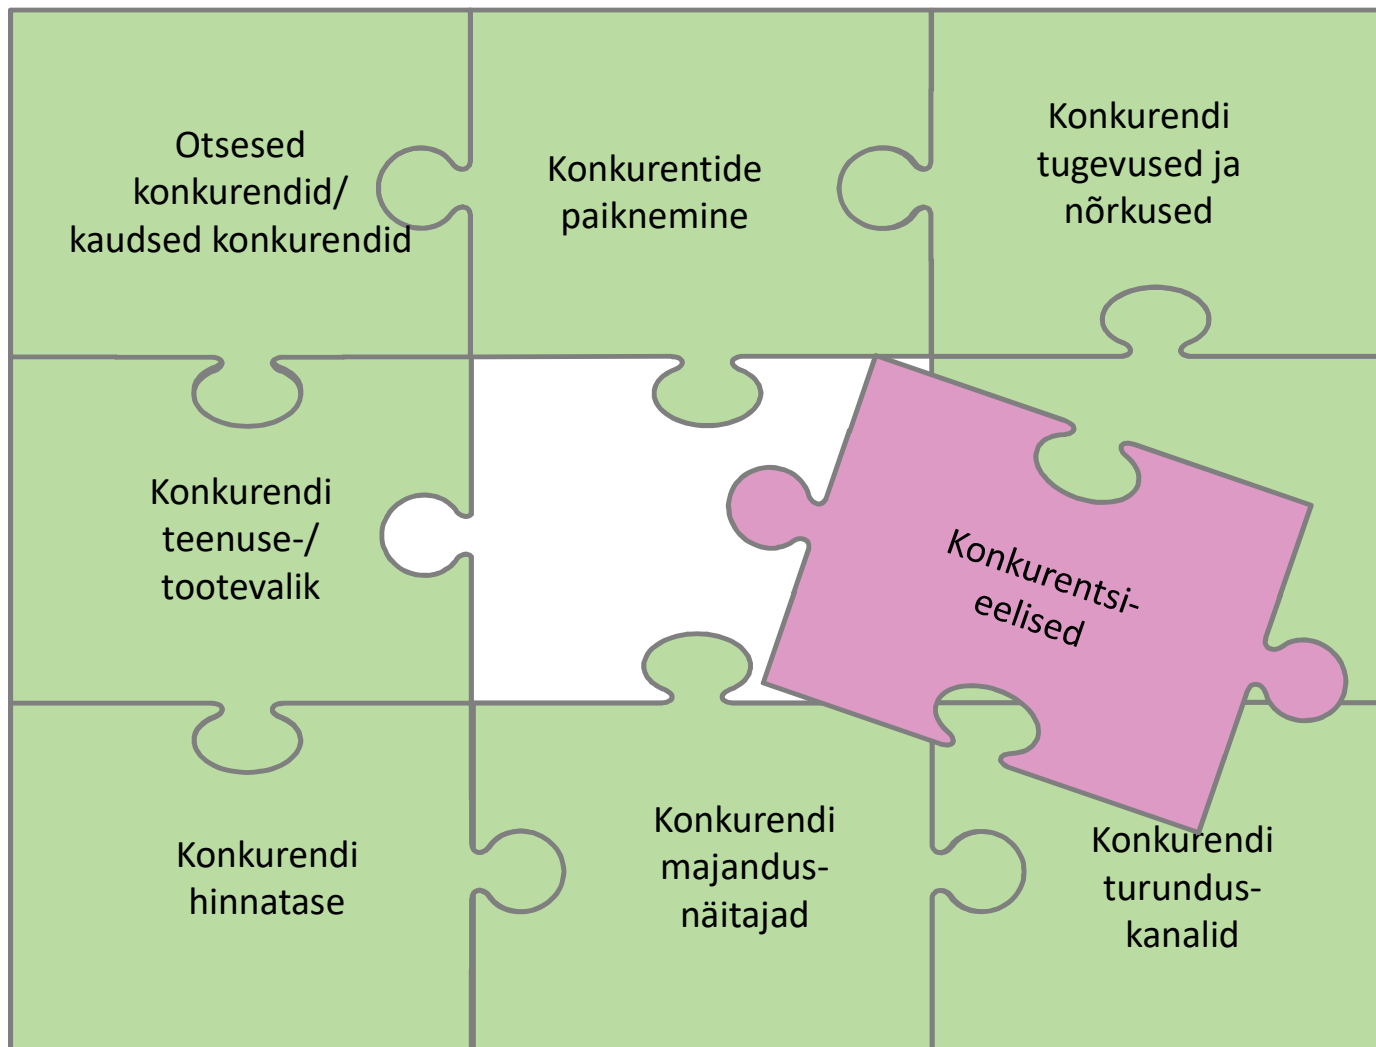 Otsesed
konkurendid/
kaudsed konkurendid
Konkurentide
paiknemine
Konkurendi
tugevused ja
nõrkused
Konkurendi
teenuse-/
tootevalik
Konkurentsi-
eelised
Konkurendi
hinnatase
Konkurendi
majandus-
näitajad
Konkurendi
turundus-
kanalid